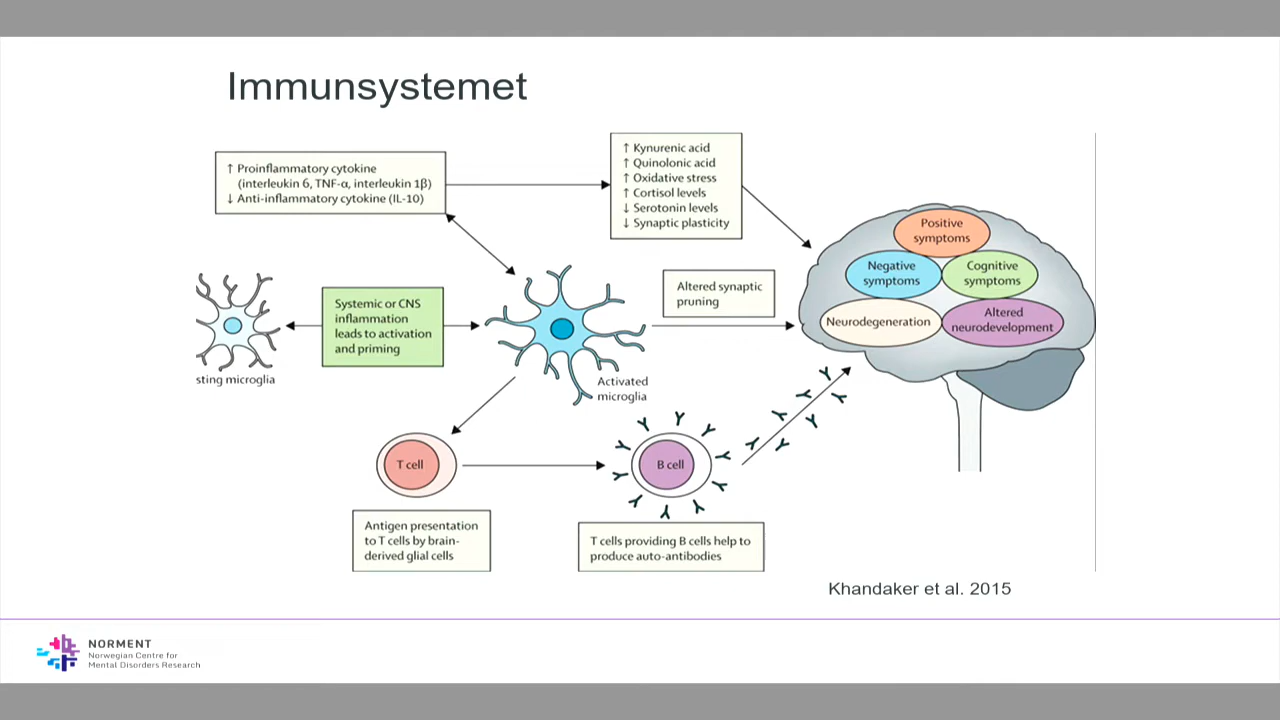 Immunsystemet
↑ Proinflammatory cytokine
(interleukin 6, TNF-α, interleukin 1β)
↓ Anti-inflammatory cytokine (IL-10)
↑ Kynurenic acid
↑ Quinolonic acid
↑ Oxidative stress
↑ Cortisol levels
↓ Serotonin levels
↓ Synaptic plasticity
Positive
symptoms
Negative
symptoms
Cognitive
symptoms
Neurodegeneration
Altered
neurodevelopment
Systemic or CNS
inflammation
leads to activation
and priming
Altered synaptic
pruning
sting microglia
Activated
microglia
T cell
B cell
Antigen presentation
to T cells by brain-
derived glial cells
T cells providing B cells help to
produce auto-antibodies
Khandaker et al. 2015
NORMENT
Norwegian Centre for
Mental Disorders Research